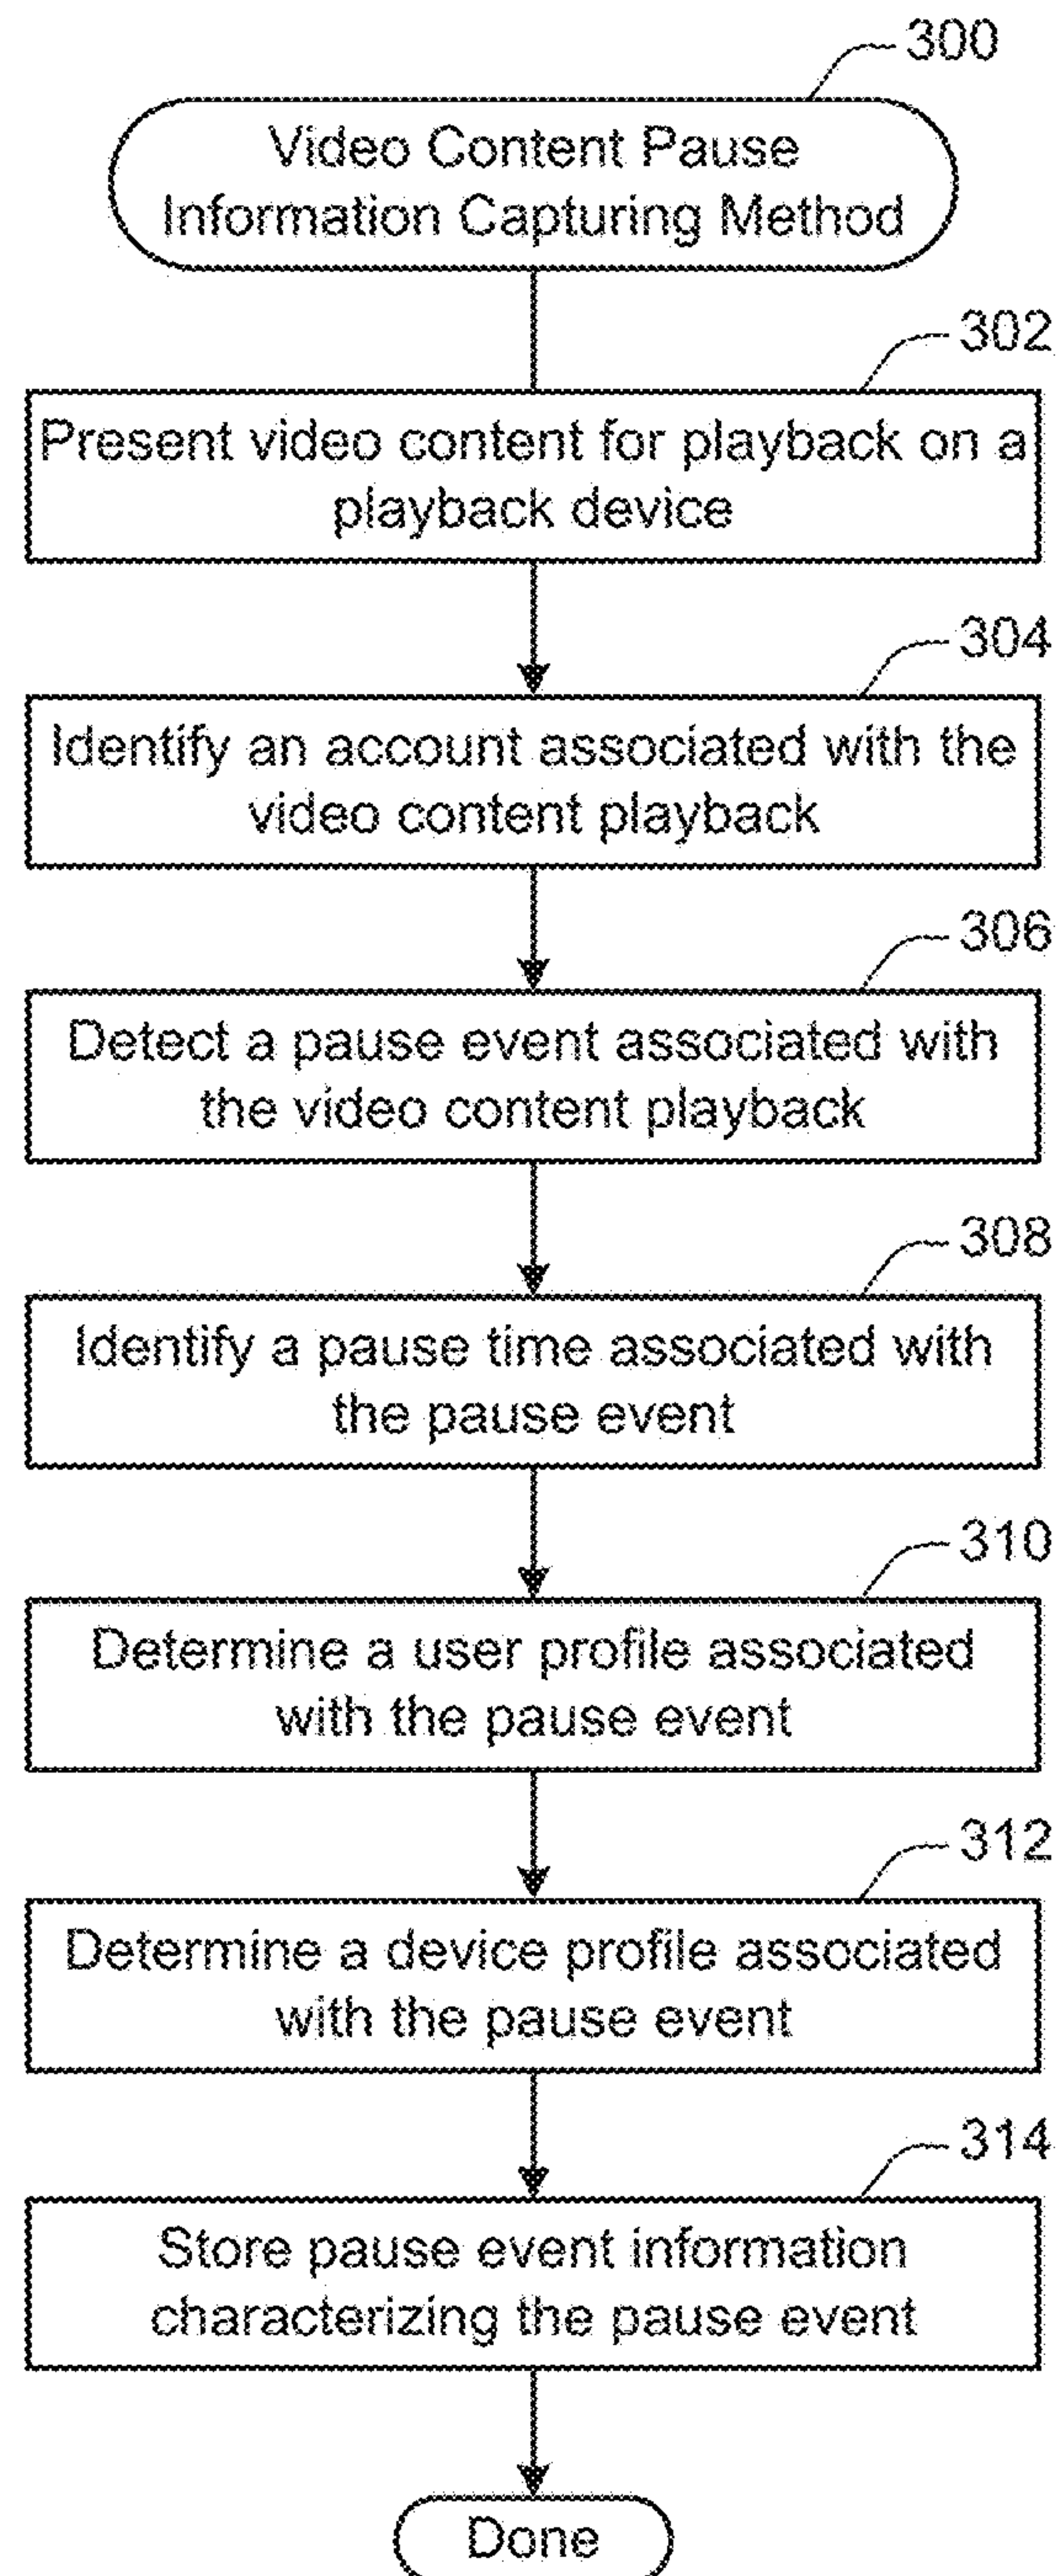 300
Video Content Pause
Information Capturing Method
302
Present video content for playback on a
playback device
304
Identify an account associated with the
video content playback
306
Detect a pause event associated with
the video content playback
308
Identify a pause time associated with
the pause event
310
Determine a user profile associated
with the pause event
312
Determine a device profile associated
with the pause event
314
Store pause event information
characterizing the pause event
Done